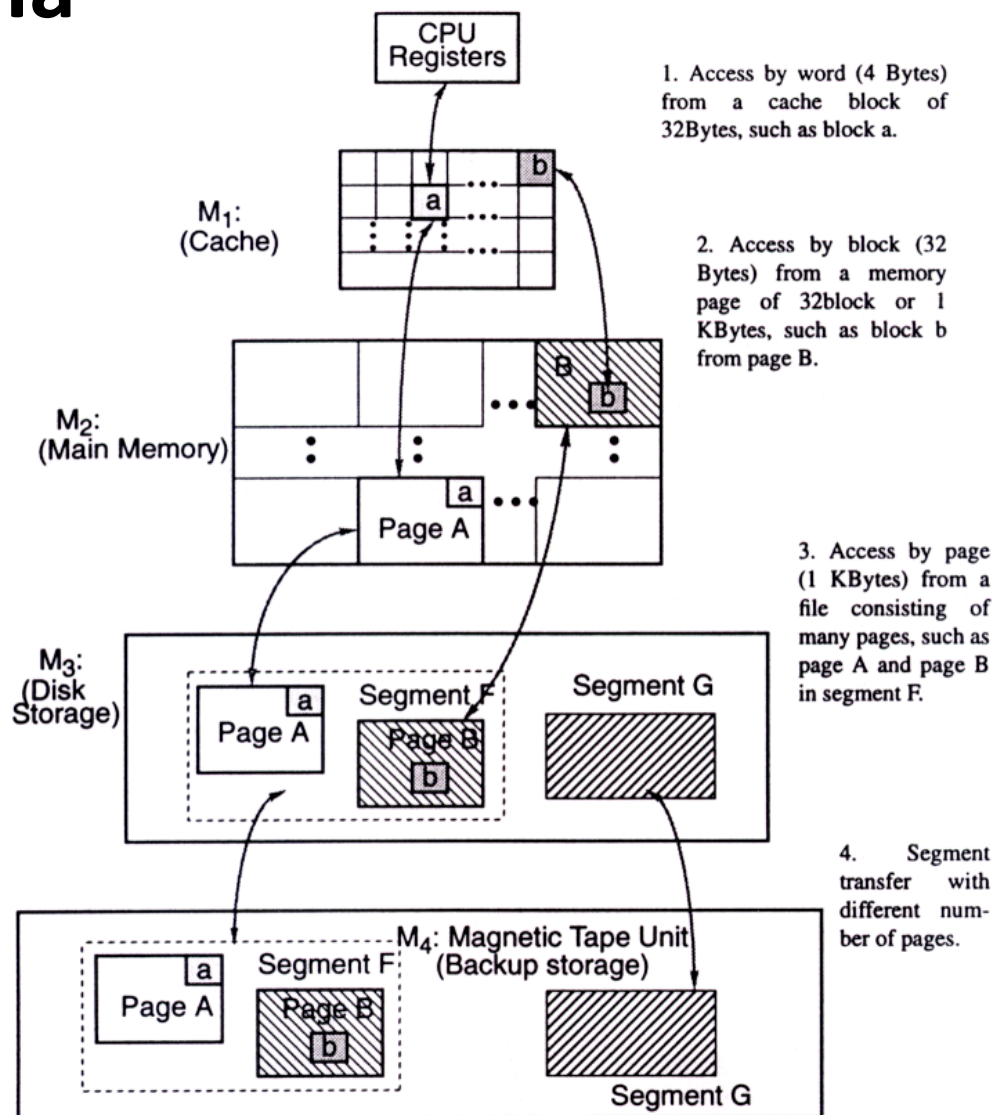 CPU
Registers
1. Access by word (4 Bytes)
from a cache block of
32Bytes, such as block a.
b
a
M1:
(Cache)
2. Access by block (32
Bytes) from a memory
page of 32block or 1
KBytes, such as block b
from page B.
B
b
M2:
(Main Memory)
a
Page A
3. Access by page
(1 KBytes) from a
file consisting of
many pages, such as
page A and page B
in segment F.
M3:
(Disk
Storage)
a
Page A
Segment F
Page B
b
Segment G
4. Segment
transfer with
different num-
ber of pages.
M4: Magnetic Tape Unit
(Backup storage)
a
Page A
Segment F
Page B
b
Segment G